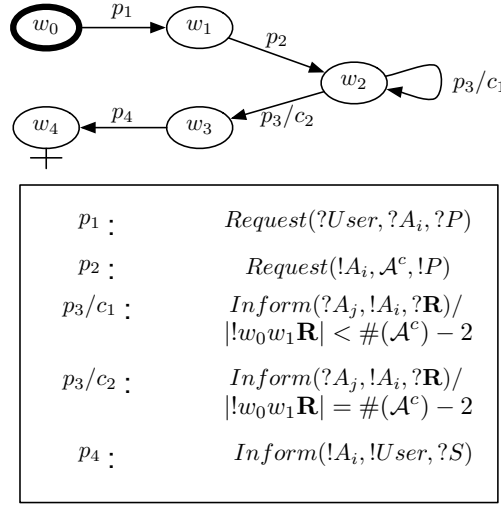 w₀ p₁ w₁
p₂
w₂ p₃/c₁
w₄ p₄ w₃ p₃/c₂
p₁ : Request(?User, ?Aᵢ, ?P)
p₂ : Request(!Aᵢ, 𝒜ᶜ, !P)
p₃/c₁ : Inform(?Aⱼ, !Aᵢ, ?𝐑)/
|!w₀w₁𝐑| < #(𝒜ᶜ) − 2
p₃/c₂ : Inform(?Aⱼ, !Aᵢ, ?𝐑)/
|!w₀w₁𝐑| = #(𝒜ᶜ) − 2
p₄ : Inform(!Aᵢ, !User, ?S)